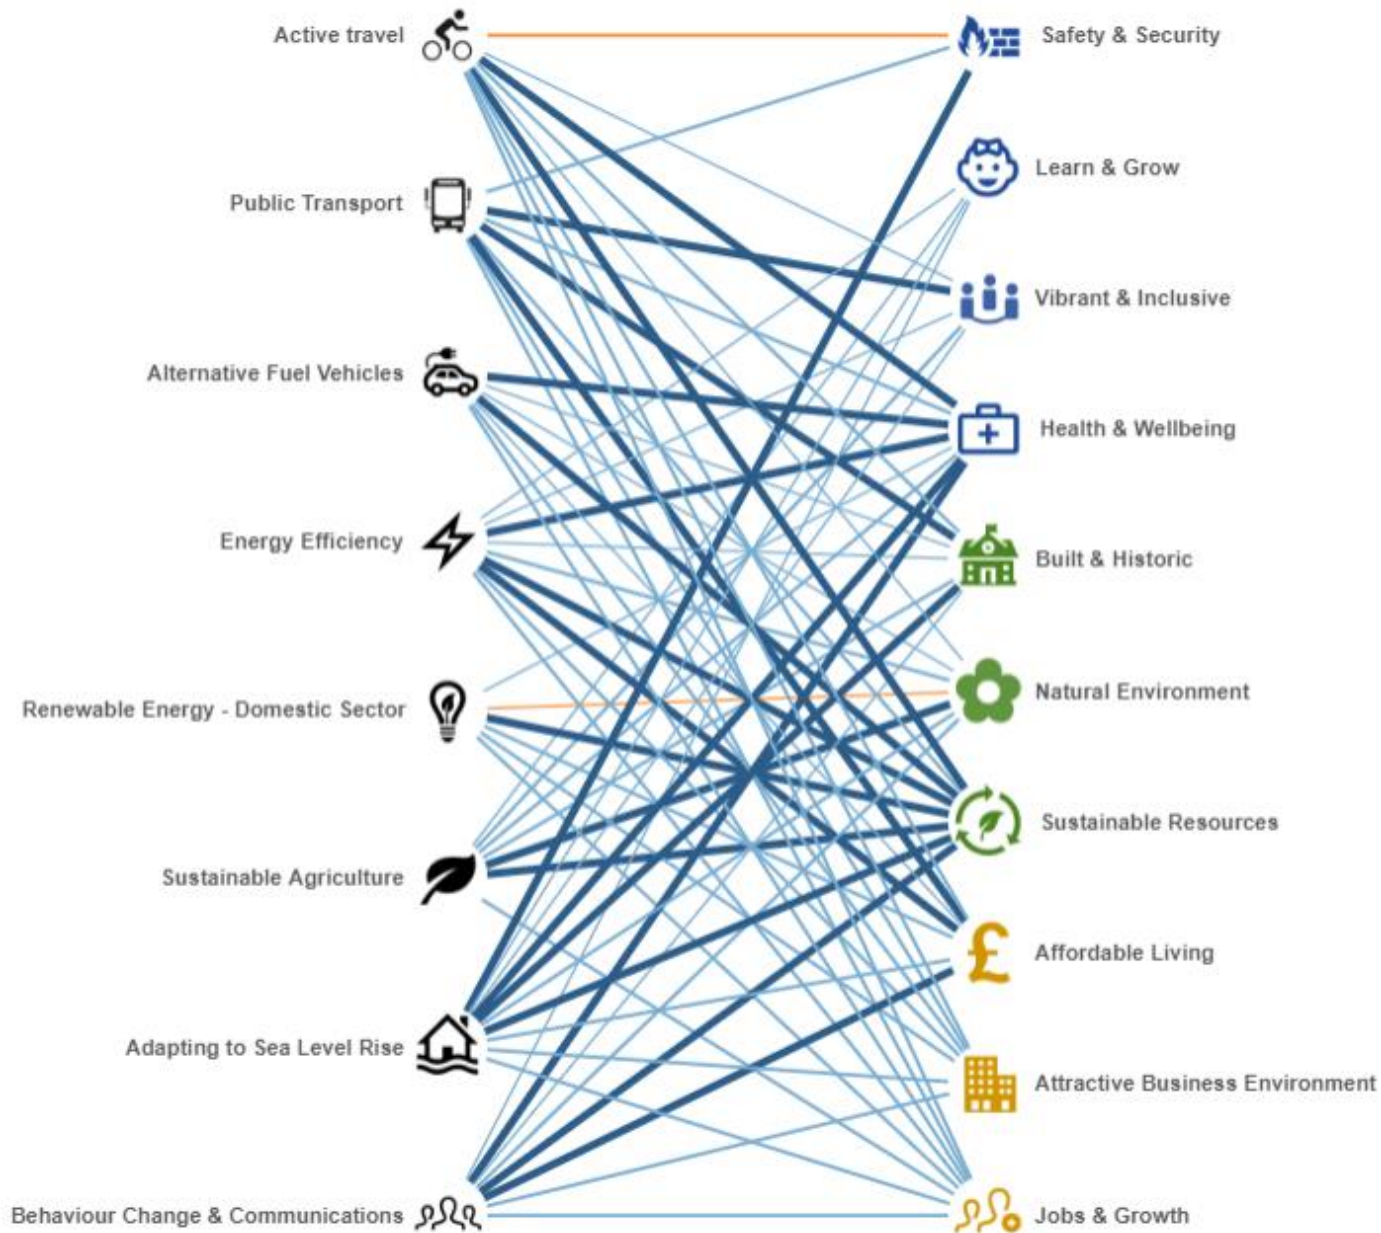 Active travel
Safety & Security
Learn & Grow
Public Transport
Vibrant & Inclusive
Alternative Fuel Vehicles
Health & Wellbeing
Energy Efficiency
Built & Historic
Natural Environment
Renewable Energy - Domestic Sector
Sustainable Resources
Sustainable Agriculture
Affordable Living
Adapting to Sea Level Rise
Attractive Business Environment
Behaviour Change & Communications
Jobs & Growth